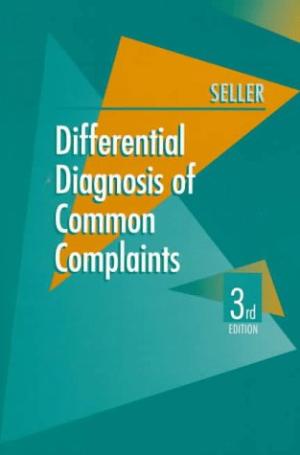 SELLER
Differential
Diagnosis of
Common
Complaints
3rd
EDITION